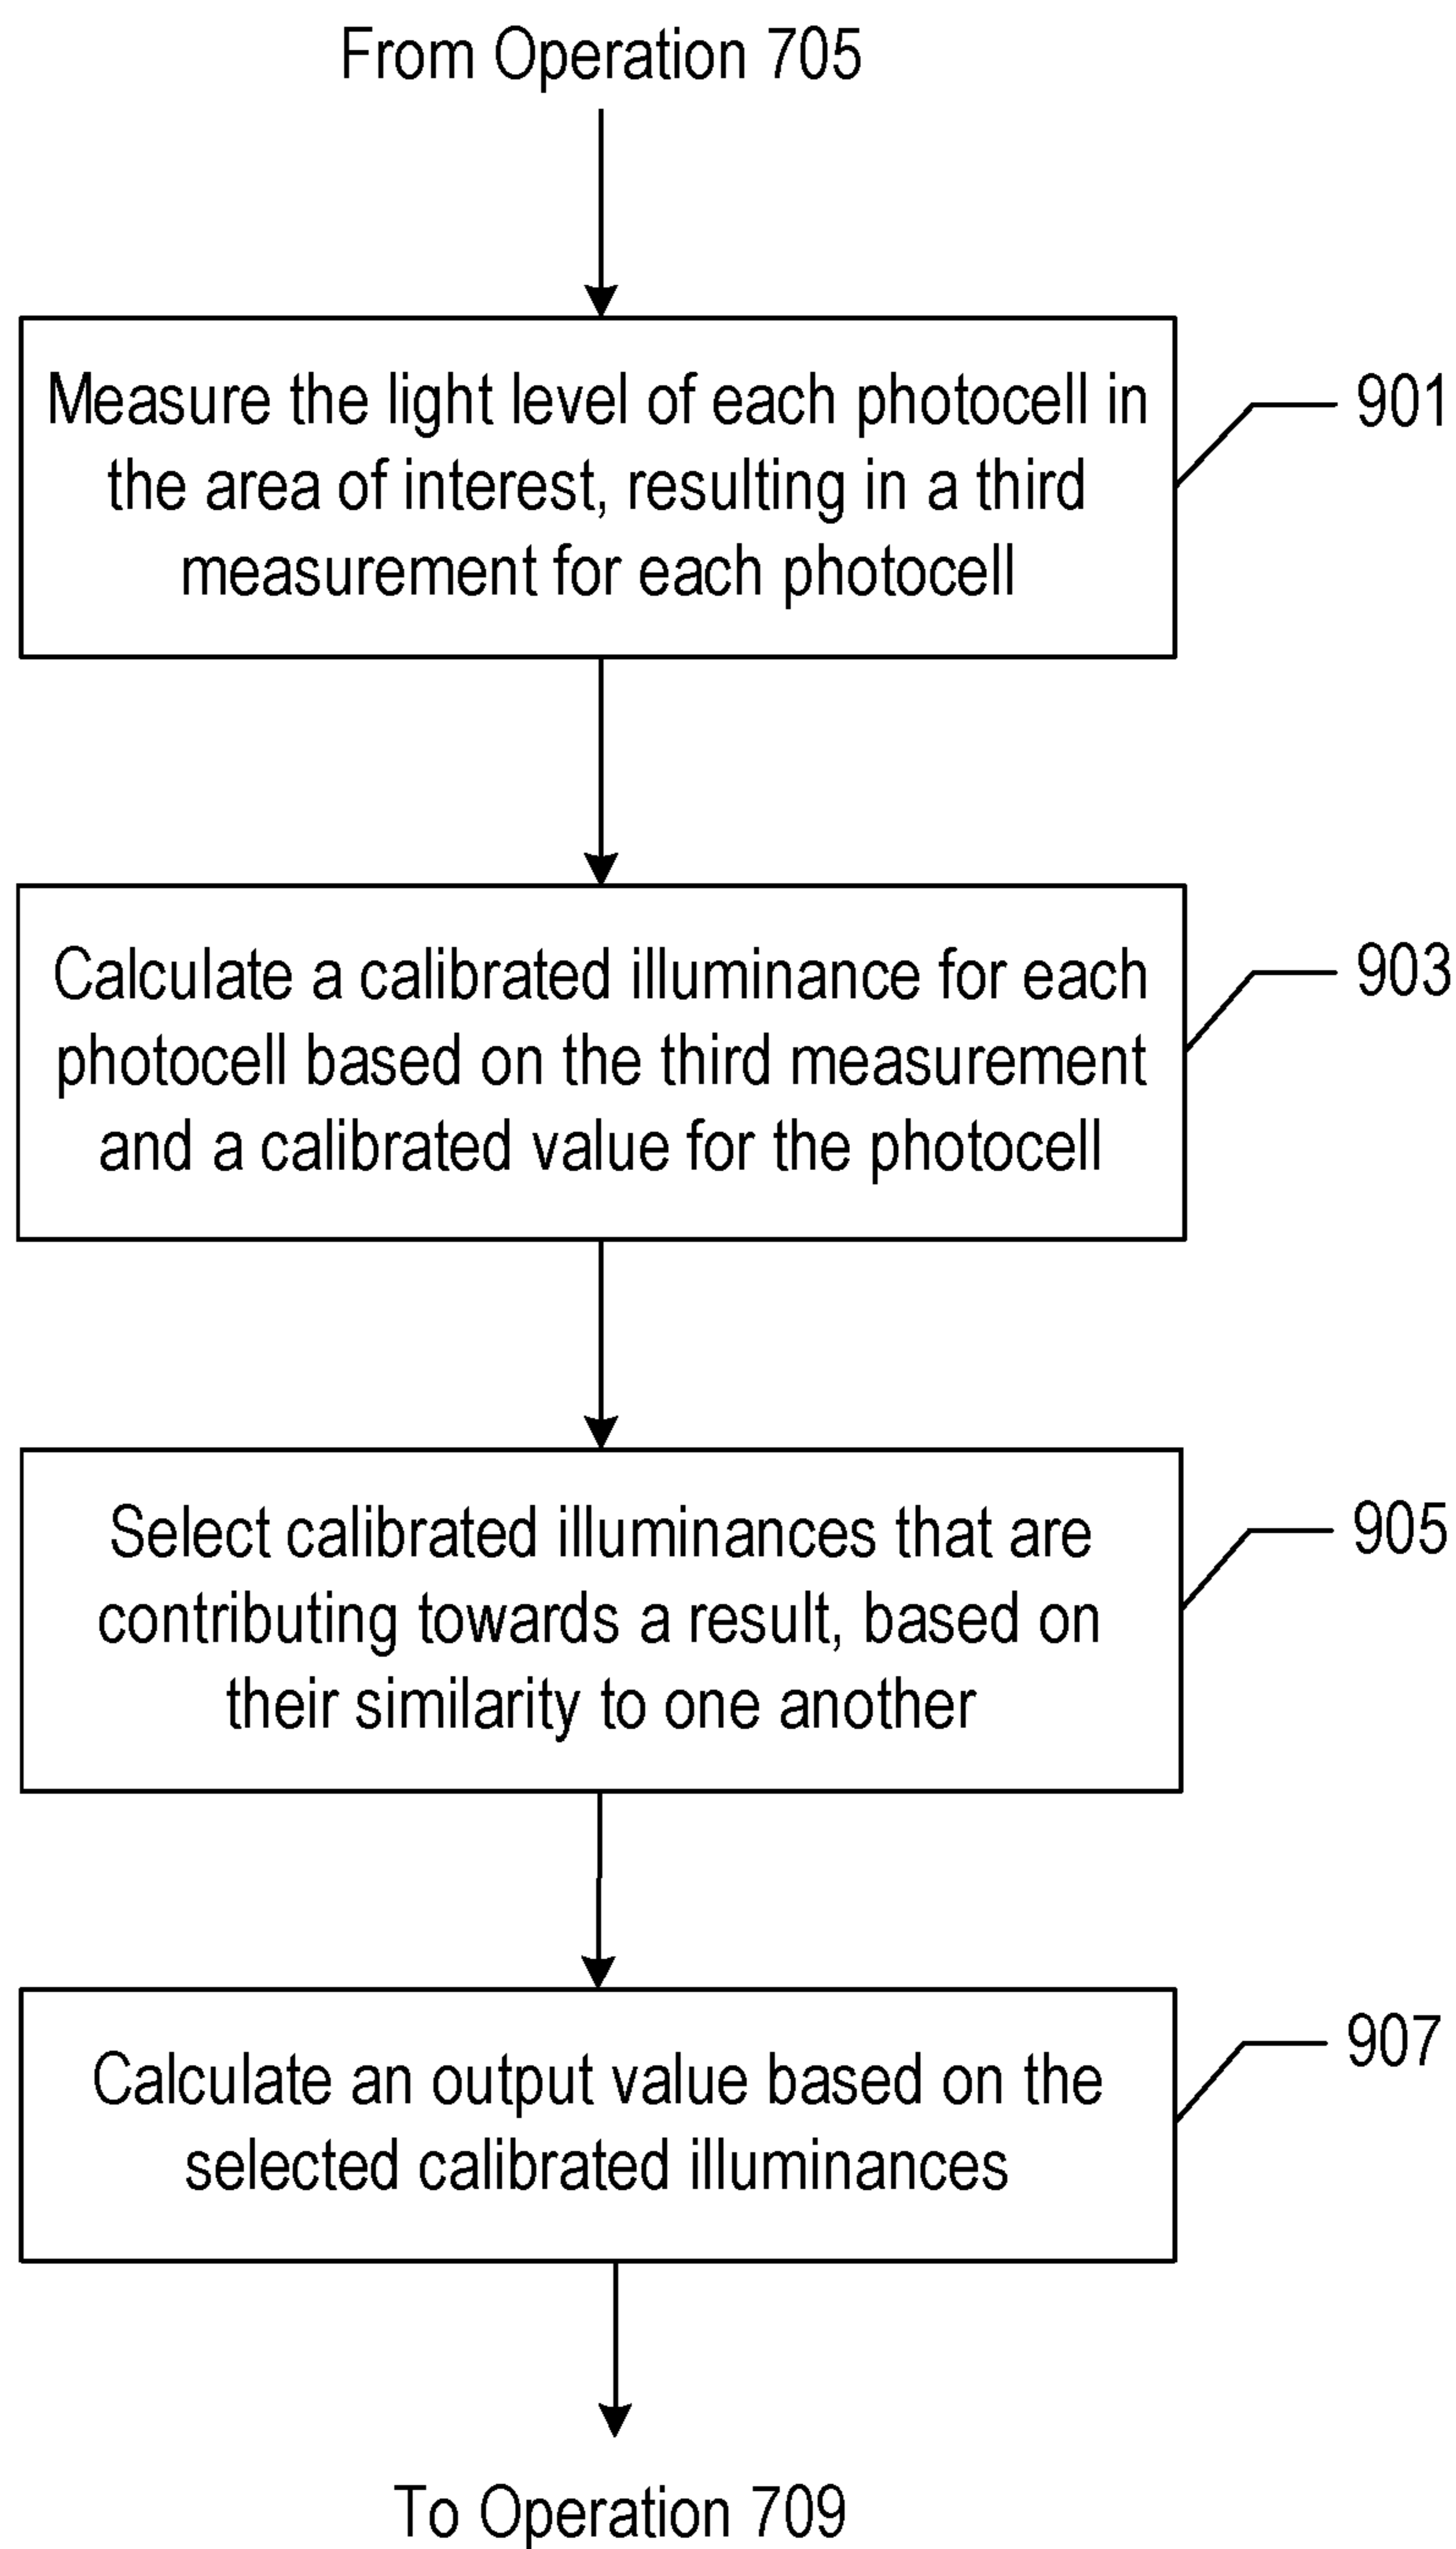 From Operation 705
Measure the light level of each photocell in
the area of interest, resulting in a third
measurement for each photocell
901
Calculate a calibrated illuminance for each
photocell based on the third measurement
and a calibrated value for the photocell
903
Select calibrated illuminances that are
contributing towards a result, based on
their similarity to one another
905
Calculate an output value based on the
selected calibrated illuminances
907
To Operation 709